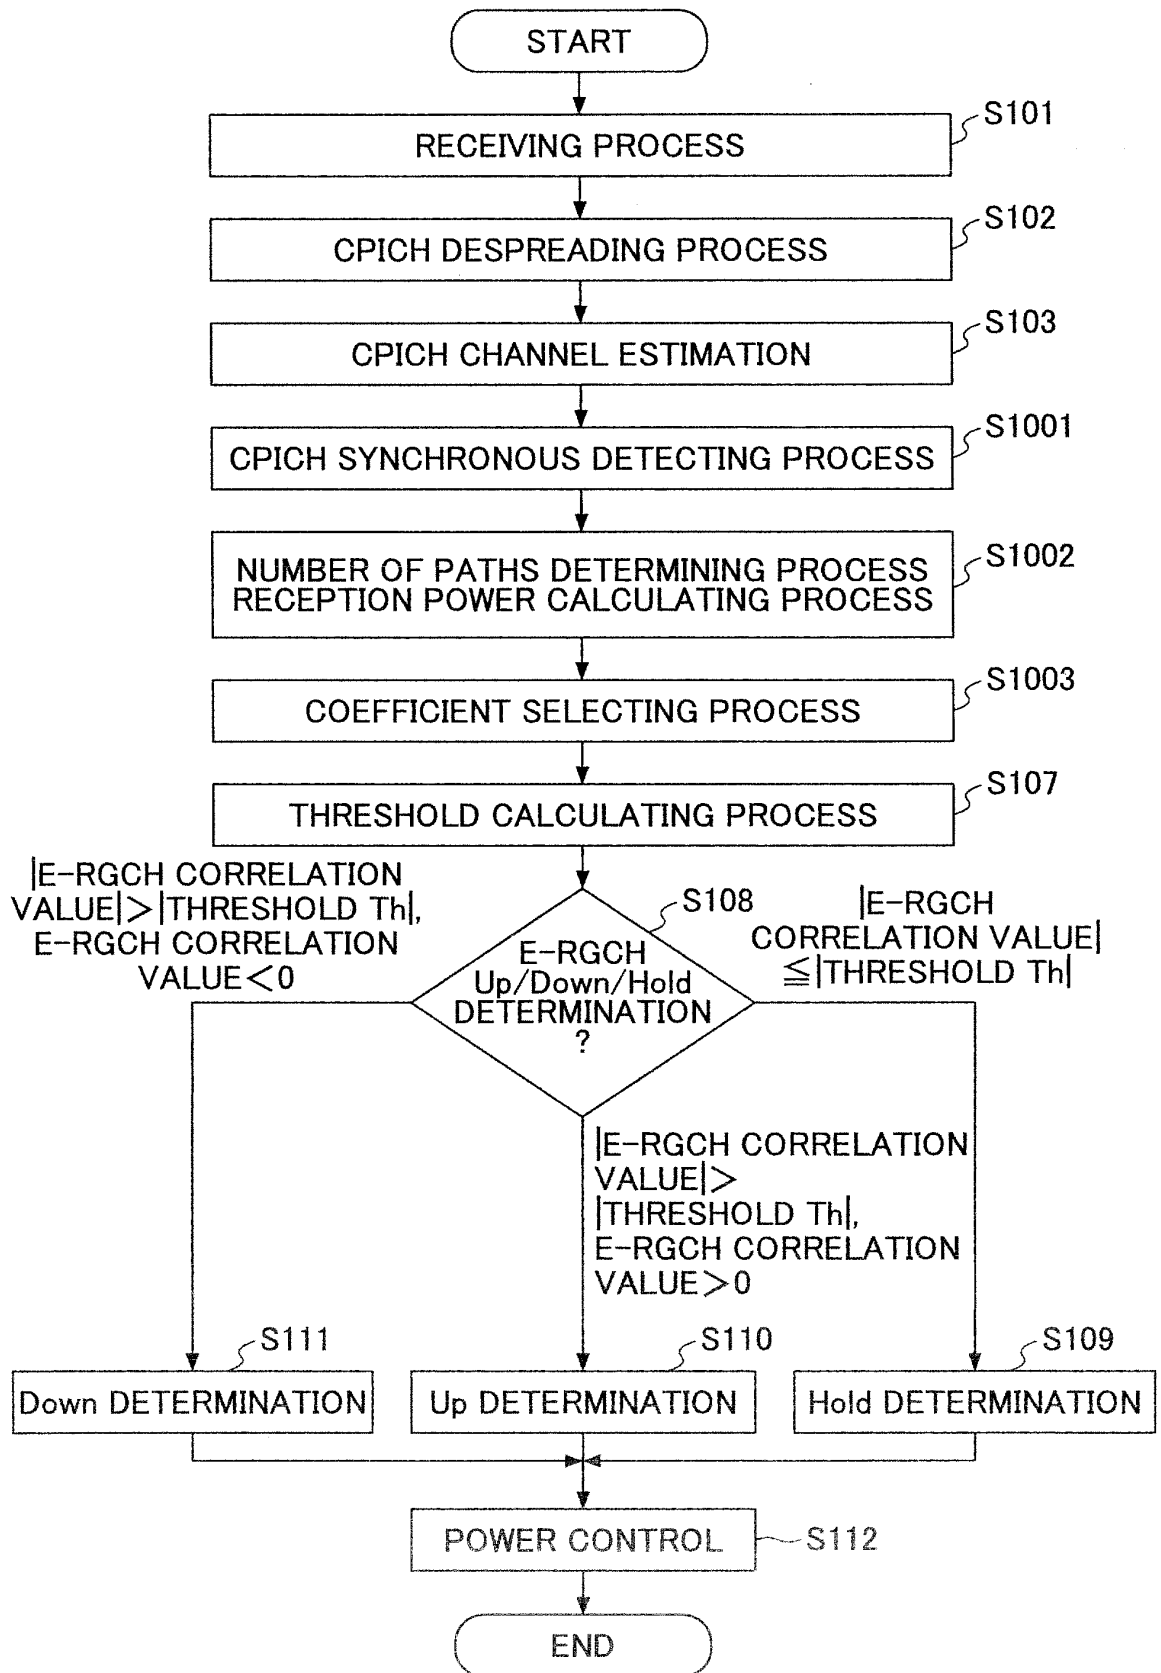 START
S101
RECEIVING PROCESS
S102
CPICH DESPREADING PROCESS
S103
CPICH CHANNEL ESTIMATION
S1001
CPICH SYNCHRONOUS DETECTING PROCESS
S1002
NUMBER OF PATHS DETERMINING PROCESS
RECEPTION POWER CALCULATING PROCESS
S1003
COEFFICIENT SELECTING PROCESS
S107
THRESHOLD CALCULATING PROCESS
|E-RGCH CORRELATION
VALUE|>|THRESHOLD Th|,
E-RGCH CORRELATION
VALUE<0
S108
E-RGCH
Up/Down/Hold
DETERMINATION
?
|E-RGCH
CORRELATION VALUE|
≦|THRESHOLD Th|
|E-RGCH CORRELATION
VALUE|>
|THRESHOLD Th|,
E-RGCH CORRELATION
VALUE>0
S111
Down DETERMINATION
S110
Up DETERMINATION
S109
Hold DETERMINATION
POWER CONTROL
S112
END